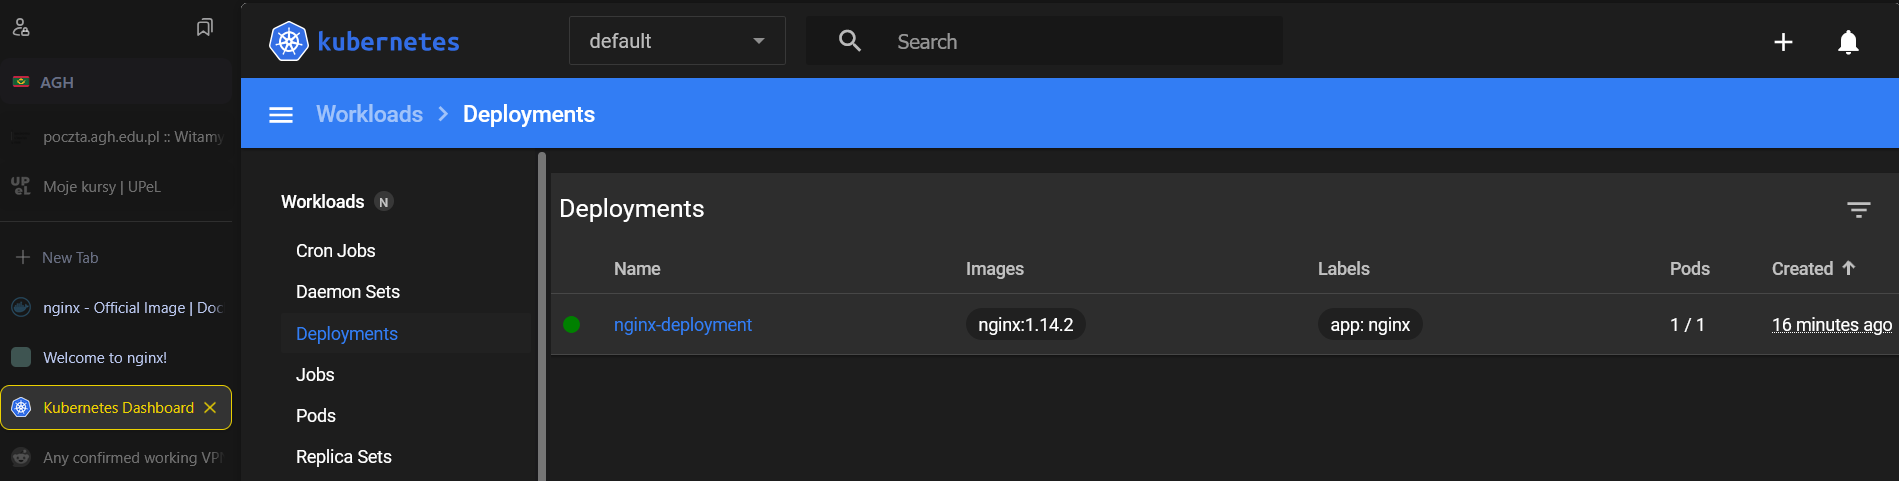 AGH
poczta.agh.edu.pl :: Witamy
Moje kursy | UPeL
New Tab
nginx - Official Image | Doc
Welcome to nginx!
Kubernetes Dashboard
Any confirmed working VPN
kubernetes
default
Search
Workloads > Deployments
Workloads N
Cron Jobs
Daemon Sets
Deployments
Jobs
Pods
Replica Sets
Deployments
Name Images Labels Pods Created
nginx-deployment nginx:1.14.2 app: nginx 1 / 1 16 minutes ago